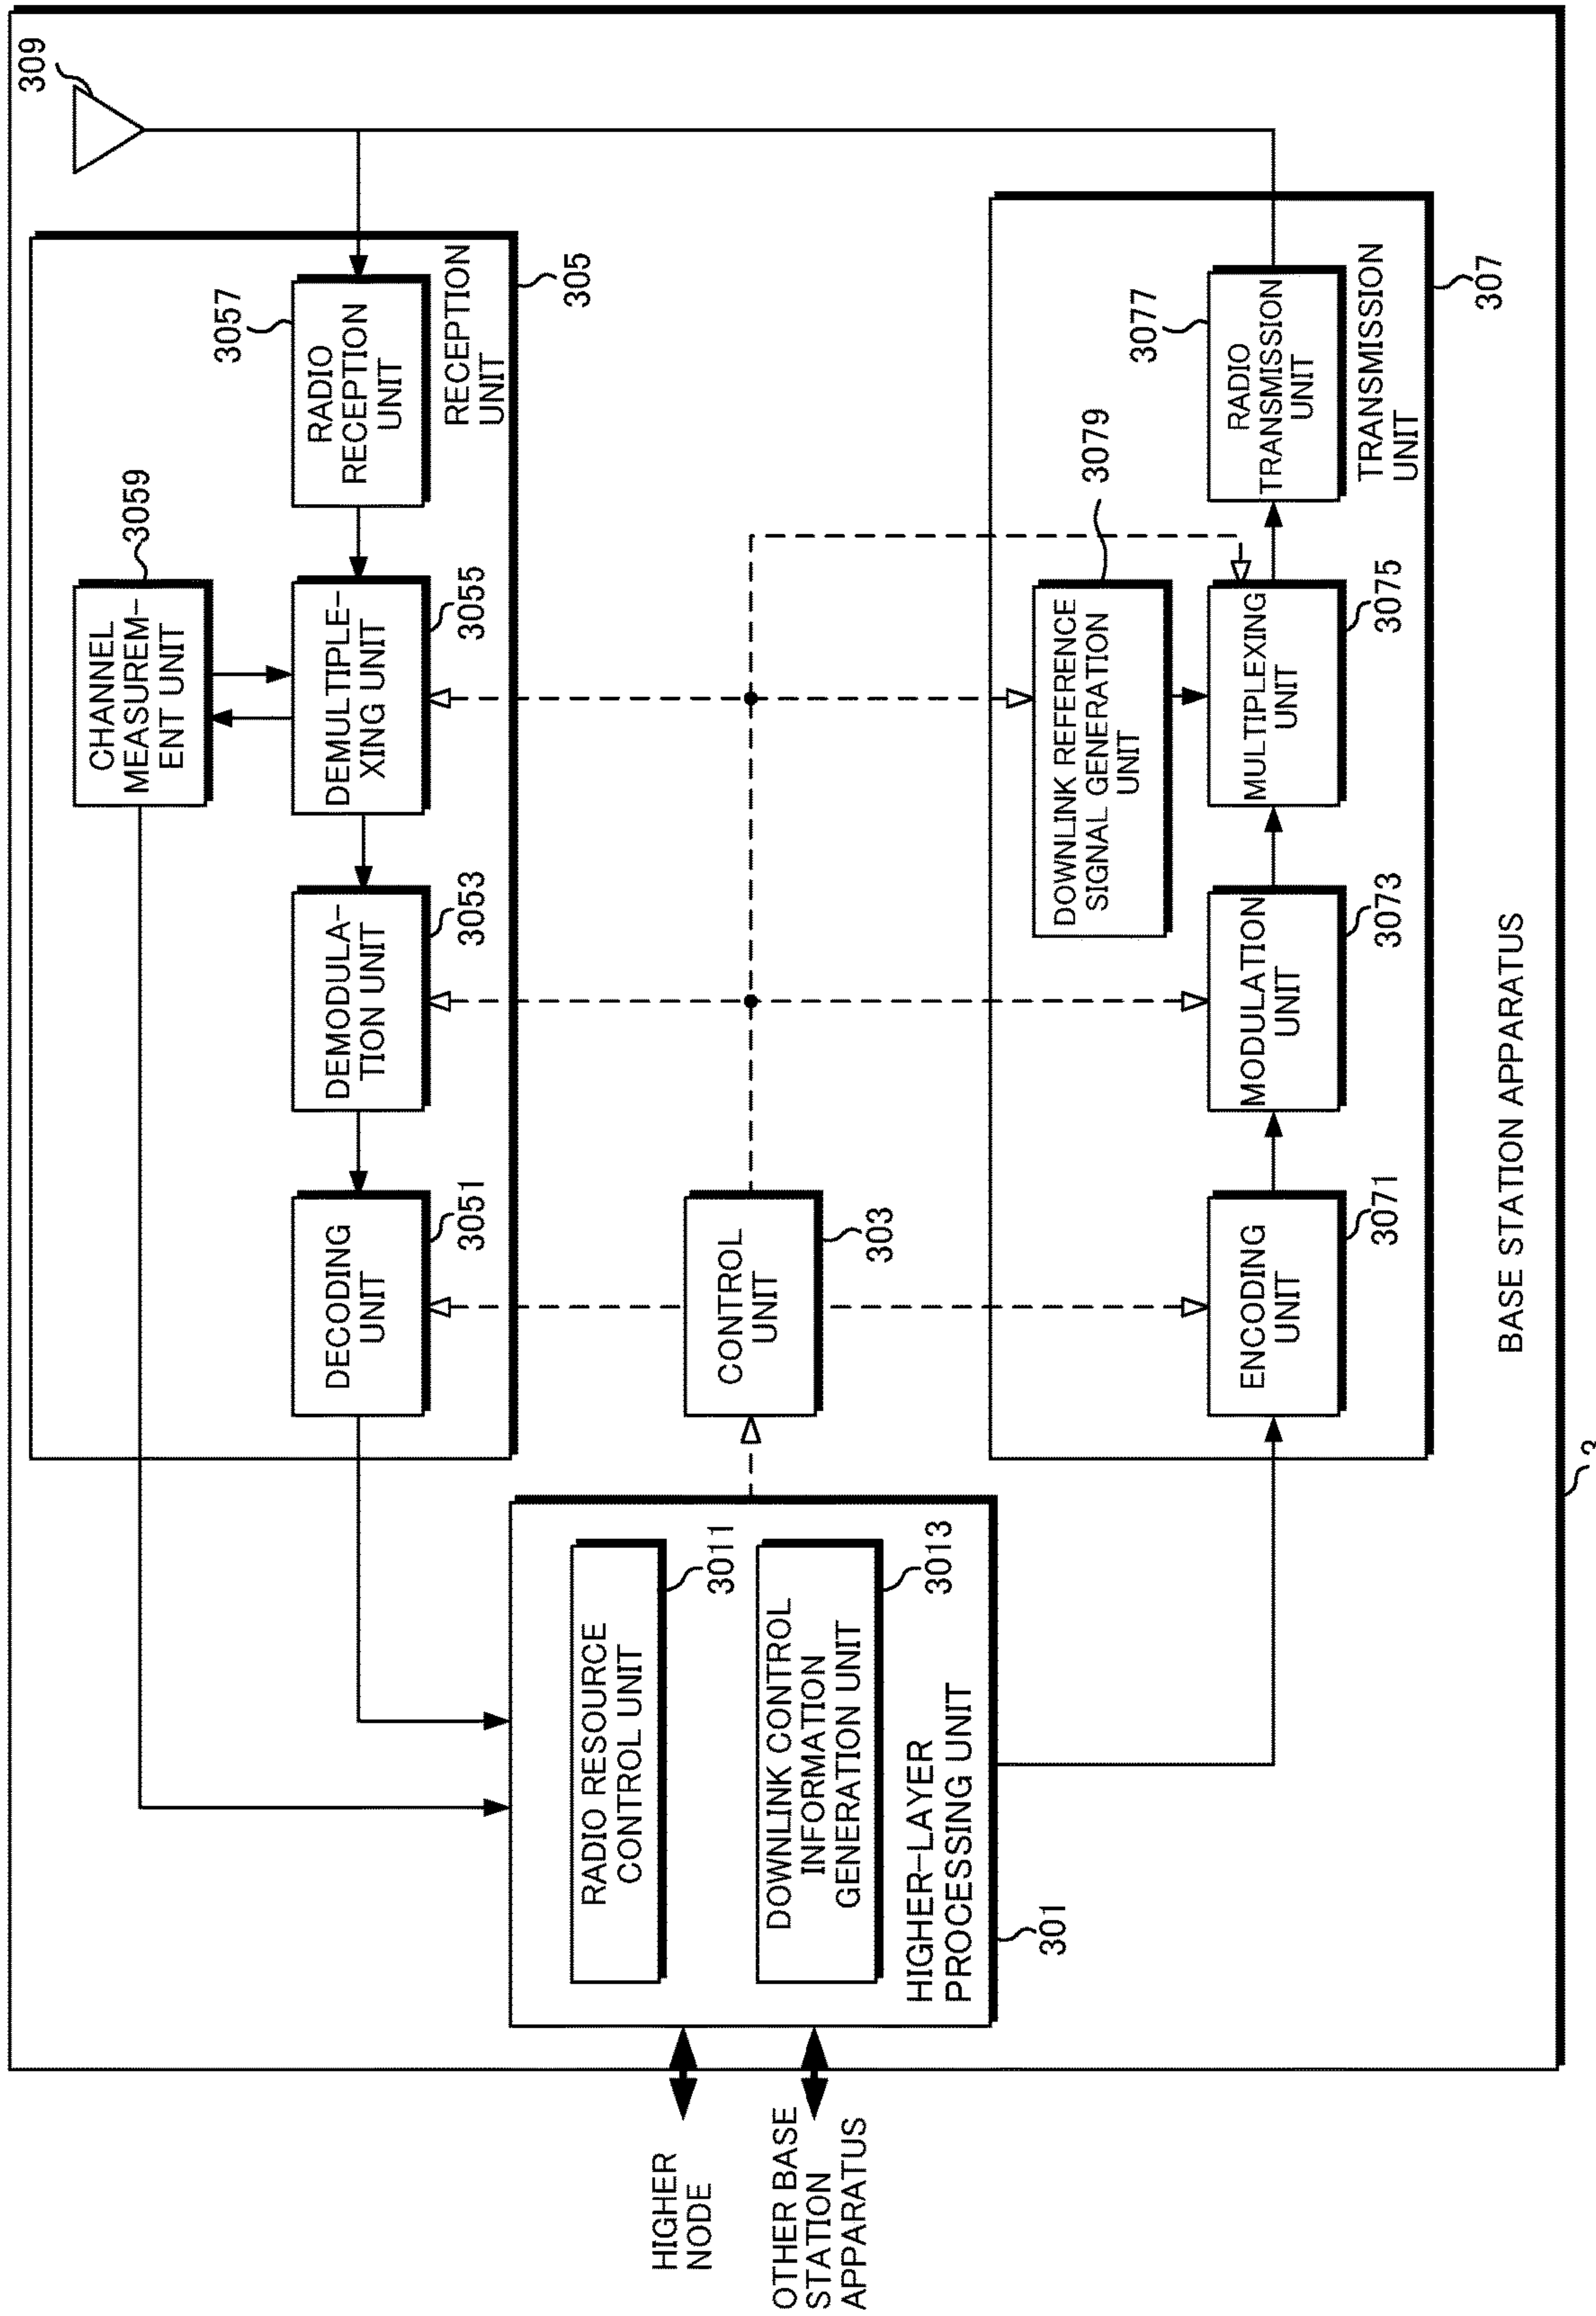 309
3059
CHANNEL
MEASUREM-
ENT UNIT
3057
RADIO
RECEPTION
UNIT
3055
DEMULTIPLE-
XING UNIT
3053
DEMODULA-
TION UNIT
3051
DECODING
UNIT
RECEPTION
UNIT
305
HIGHER
NODE
OTHER BASE
STATION
APPARATUS
RADIO RESOURCE
CONTROL UNIT
3011
DOWNLINK CONTROL
INFORMATION
GENERATION UNIT
3013
HIGHER-LAYER
PROCESSING UNIT
301
CONTROL
UNIT
303
DOWNLINK REFERENCE
SIGNAL GENERATION
UNIT
3079
ENCODING
UNIT
3071
MODULATION
UNIT
3073
MULTIPLEXING
UNIT
3075
RADIO
TRANSMISSION
UNIT
3077
TRANSMISSION
UNIT
307
BASE STATION APPARATUS
3